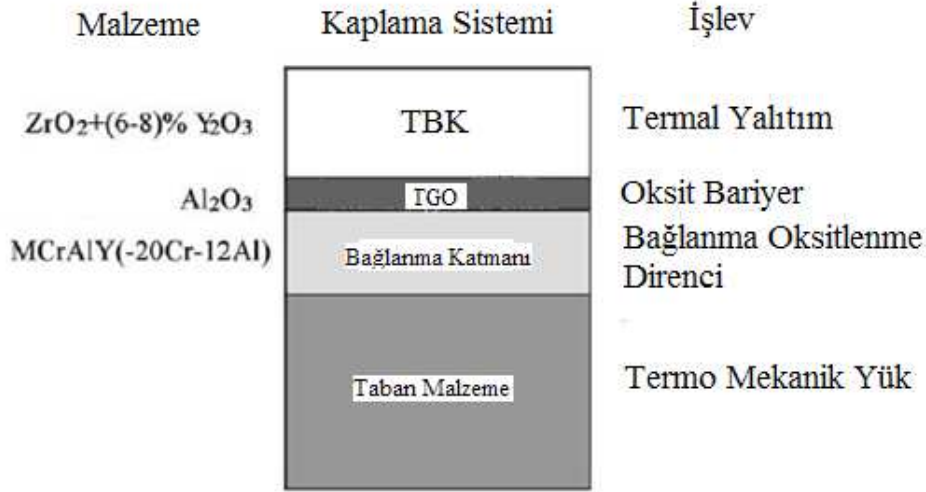 Malzeme Kaplama Sistemi İşlev
ZrO₂+(6-8)% Y₂O₃ TBK Termal Yalıtım
Al₂O₃ TGO Oksit Bariyer
MCrAlY(-20Cr-12Al) Bağlanma Katmanı Bağlanma Oksitlenme
Direnci
Taban Malzeme Termo Mekanik Yük